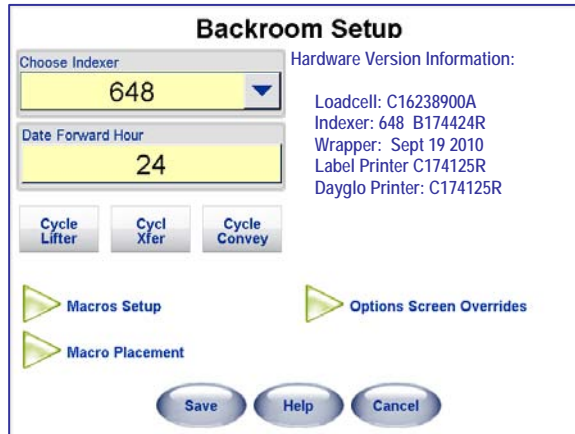 Backroom Setup
Choose Indexer
648
Date Forward Hour
24
Cycle
Lifter
Cycl
Xfer
Cycle
Convey
Hardware Version Information:
Loadcell: C16238900A
Indexer: 648 B174424R
Wrapper: Sept 19 2010
Label Printer C174125R
Dayglo Printer: C174125R
Macros Setup
Options Screen Overrides
Macro Placement
Save
Help
Cancel